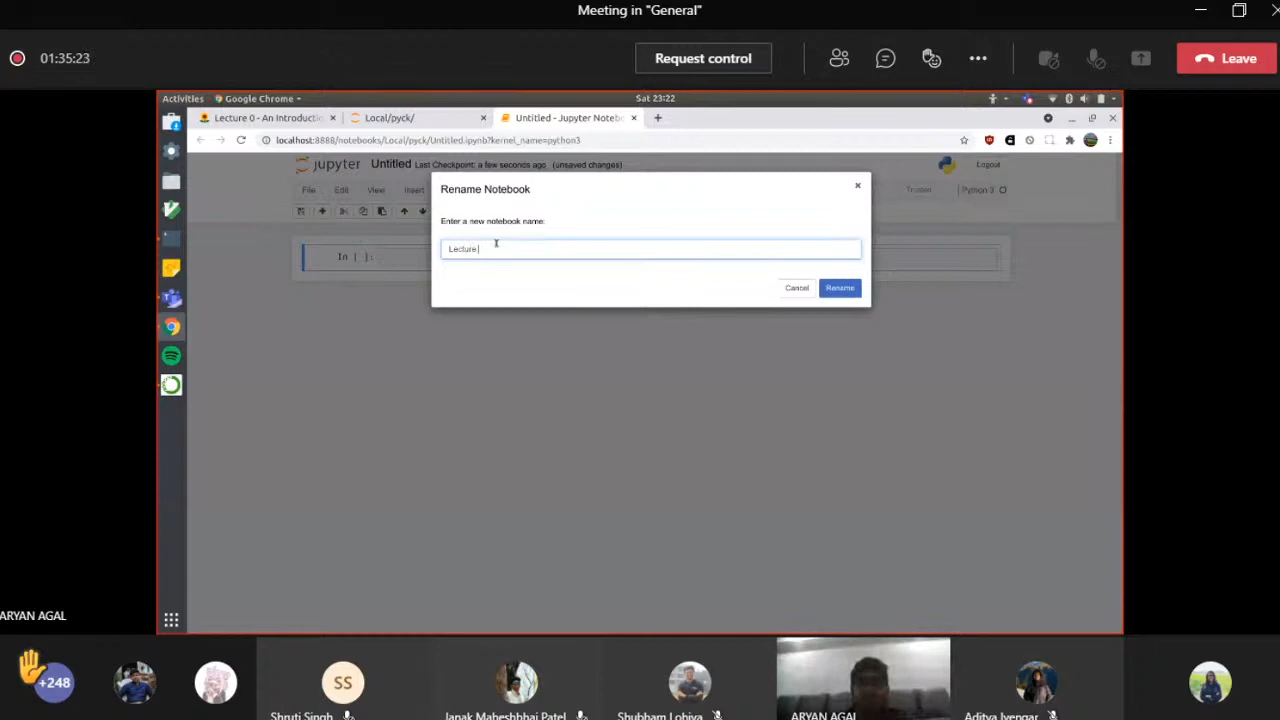 Meeting in "General"
01:35:23
Request control
Leave
Activities
Google Chrome
Sat 23:22
Lecture 0 - An Introductio
Local/pyck/
Untitled - Jupyter Notebo
localhost:8888/notebooks/Local/pyck/Untitled.ipynb?kernel_name=python3
jupyter Untitled Last Checkpoint: a few seconds ago (unsaved changes)
Logout
File Edit View Insert
Trusted
Python 3
Rename Notebook
Enter a new notebook name:
Lecture
Cancel
Rename
In [ ]:
ARYAN AGAL
+248
SS
Shruti Singh
Janak Maheshbhai Patel
Shubham Lohiya
ARYAN AGAL
Aditya Iyengar